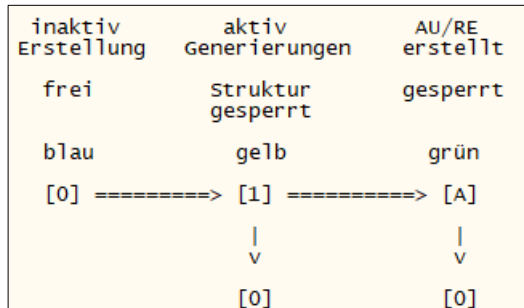 inaktiv aktiv AU/RE
Erstellung Generierungen erstellt
frei Struktur gesperrt
gesperrt
blau gelb grün
[0] =========> [1] ==========> [A]
| |
v v
[0] [0]